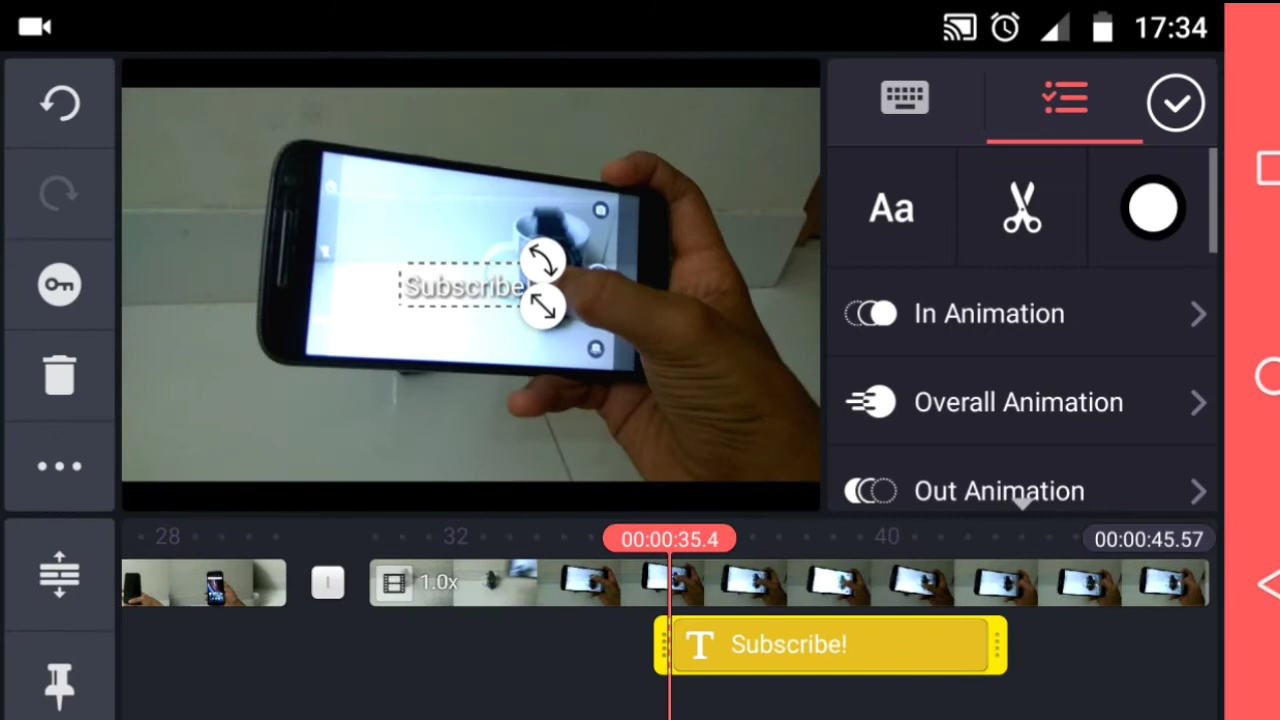 17:34
Aa
Subscribe
In Animation
Overall Animation
Out Animation
28
32
00:00:35.4
40
00:00:45.57
1.0x
T Subscribe!